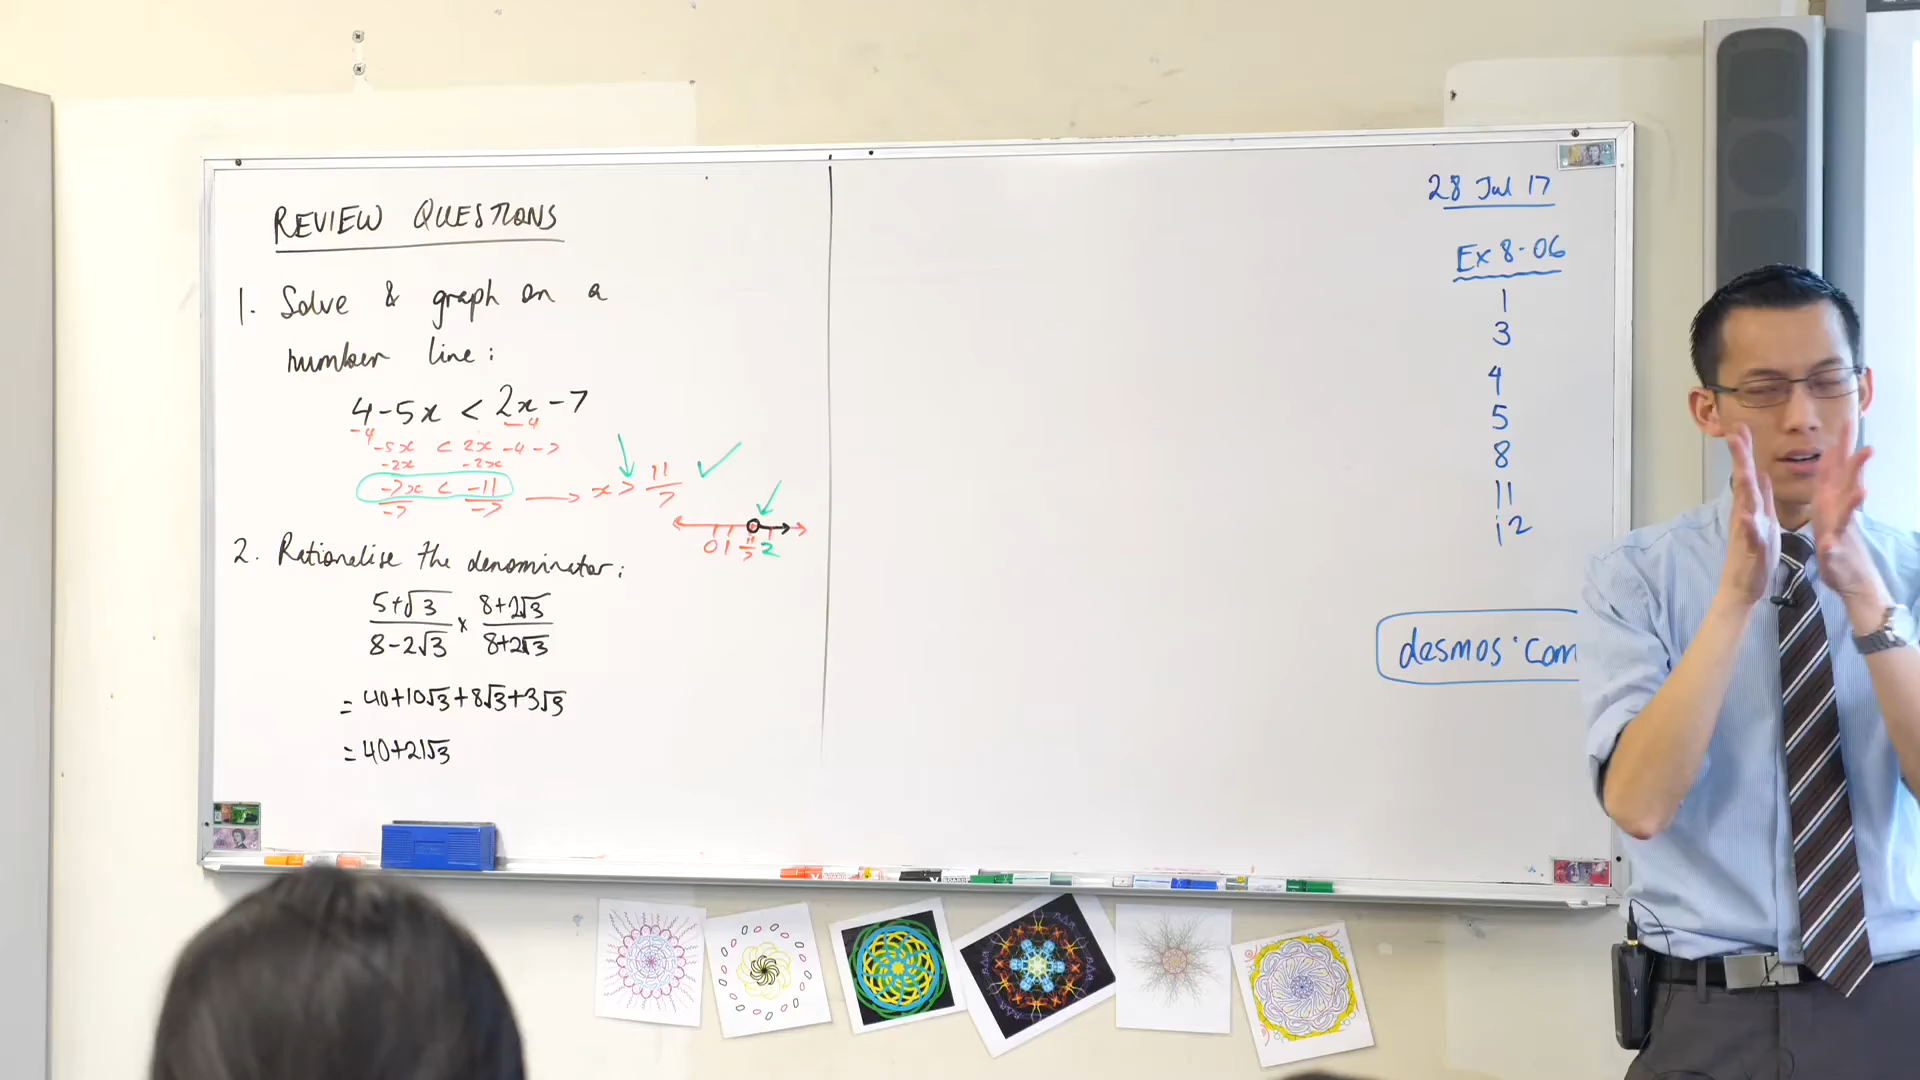 REVIEW QUESTIONS
1. Solve & graph on a
number line:
4-5x < 2x-7
-4 -4
-5x < 2x -4 -7
-2x -2x
-7x < -11 → x > 11/7
-7 -7
0 1 11/7 2
2. Rationalise the denominator:
5+√3/8-2√3 × 8+2√3/8+2√3
= 40+10√3+8√3+3√3
= 40+21√3
28 Jul 17
Ex 8-06
1
3
4
5
8
11
12
desmos.com